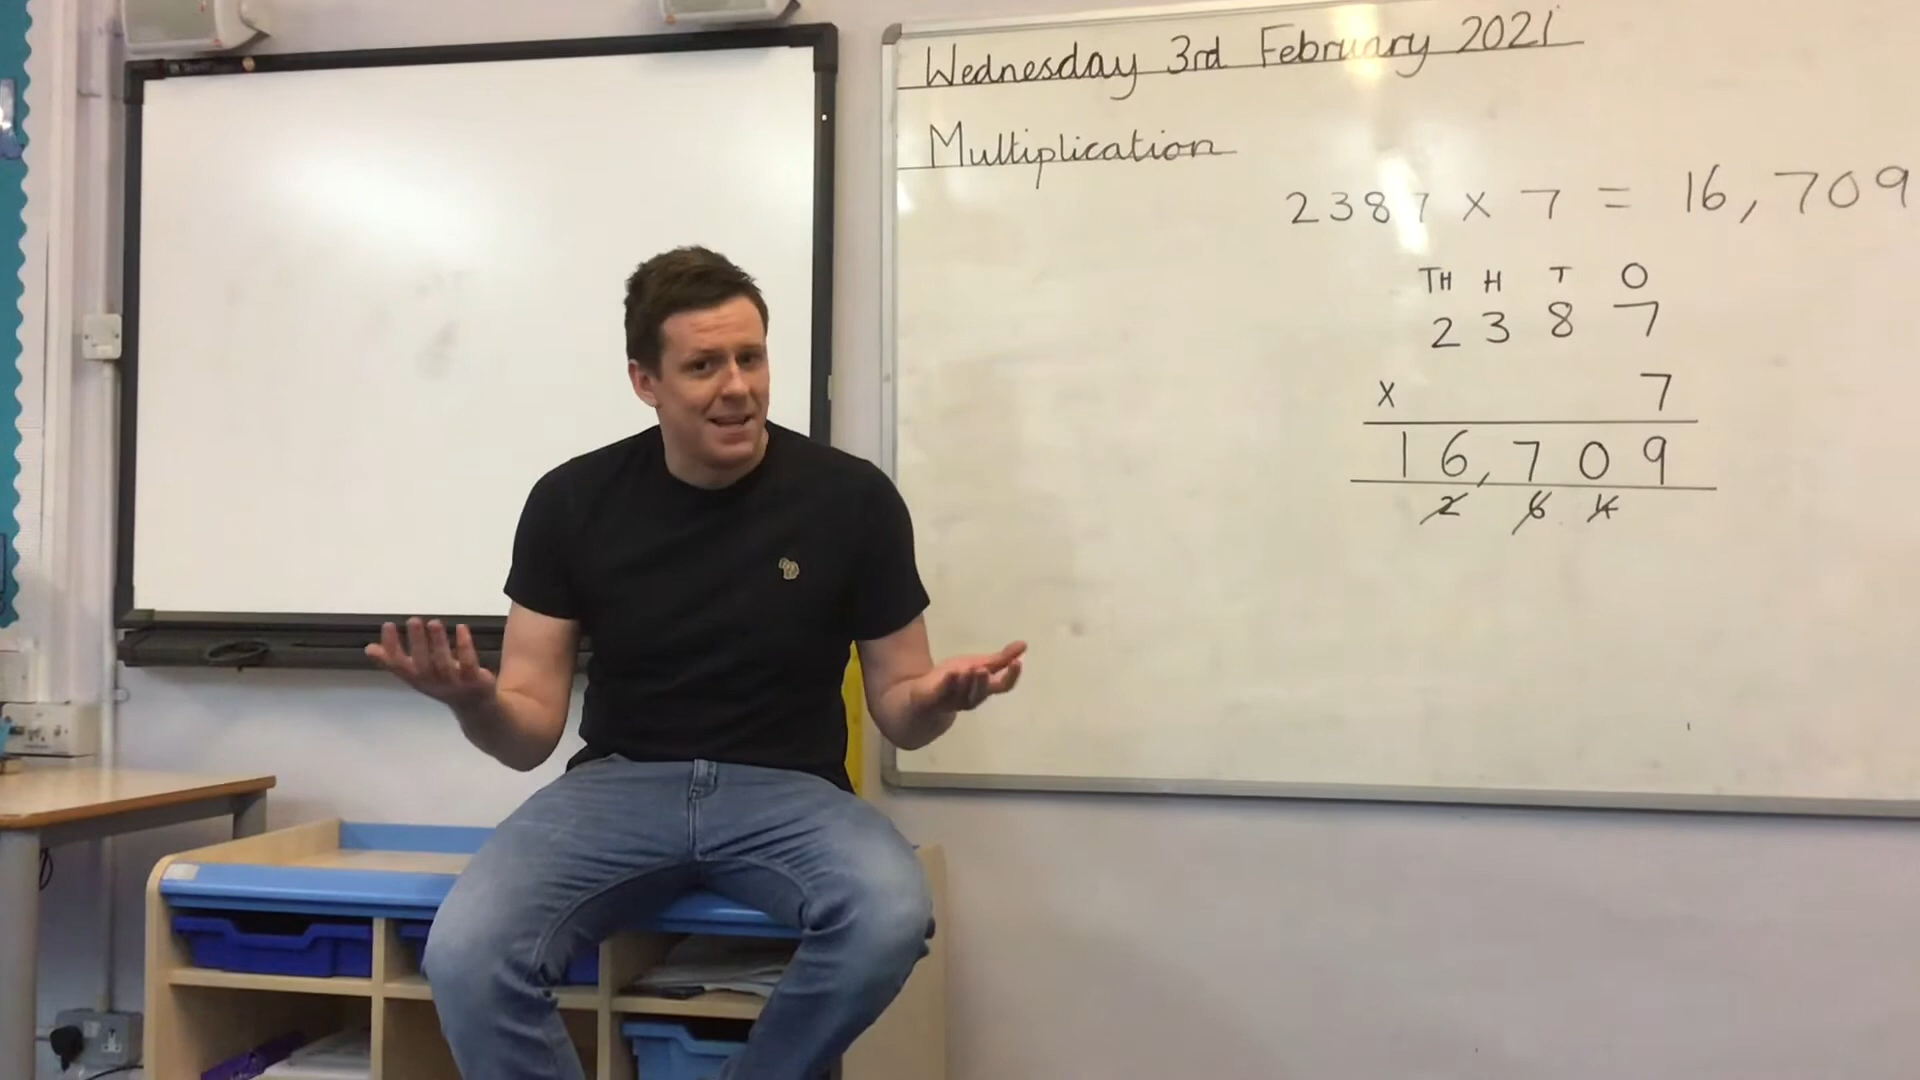 Wednesday 3rd February 2021
Multiplication
2387 x 7 = 16,709
TH H T O
2 3 8 7
x 7
16,709
2 6 4